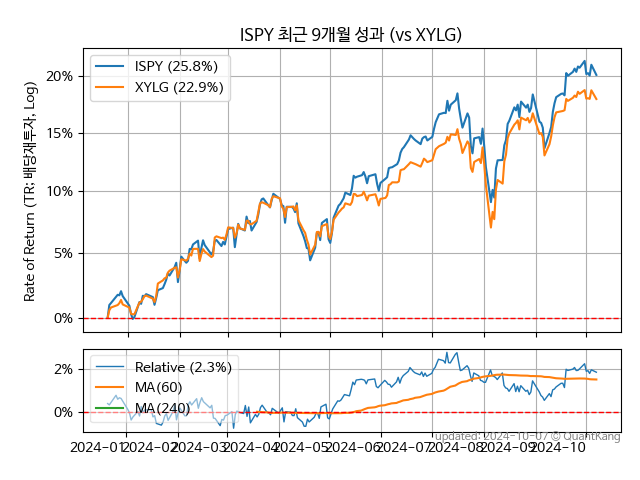 ISPY 최근 9개월 성과 (vs XYLG)
Rate of Return (TR: 배당재투자, Log)
20%
15%
10%
5%
0%
ISPY (25.8%)
XYLG (22.9%)
2%
0%
Relative (2.3%)
MA(60)
MA(240)
2024-01
2024-02
2024-03
2024-04
2024-05
2024-06
2024-07
2024-08
2024-09
2024-10
updated: 2024-10-07 © QuantKang